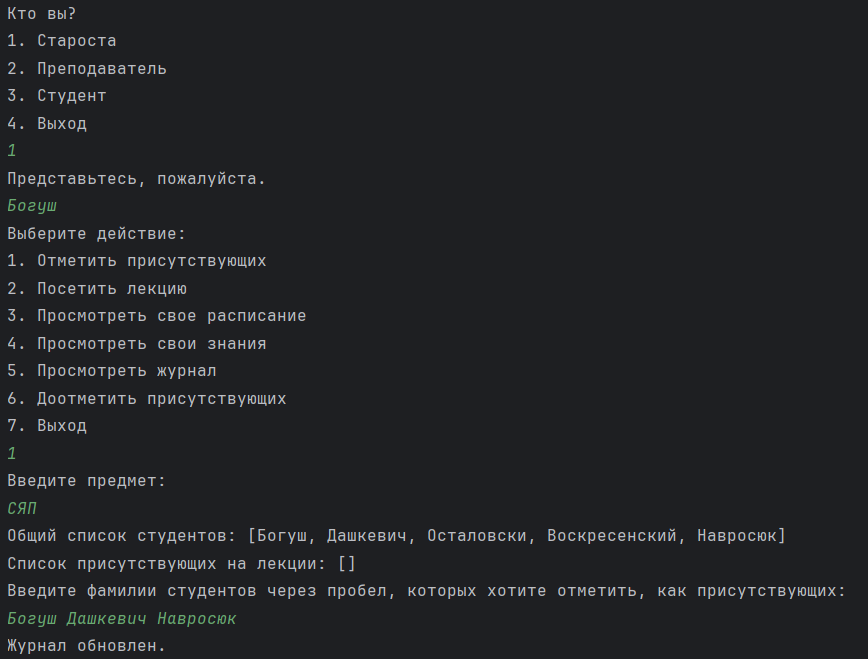 Кто вы?
1. Староста
2. Преподаватель
3. Студент
4. Выход
1
Представьтесь, пожалуйста.
Богуш
Выберите действие:
1. Отметить присутствующих
2. Посетить лекцию
3. Просмотреть свое расписание
4. Просмотреть свои знания
5. Просмотреть журнал
6. Доотметить присутствующих
7. Выход
1
Введите предмет:
СЯП
Общий список студентов: [Богуш, Дашкевич, Осталовски, Воскресенский, Навросюк]
Список присутствующих на лекции: []
Введите фамилии студентов через пробел, которых хотите отметить, как присутствующих:
Богуш Дашкевич Навросюк
Журнал обновлен.